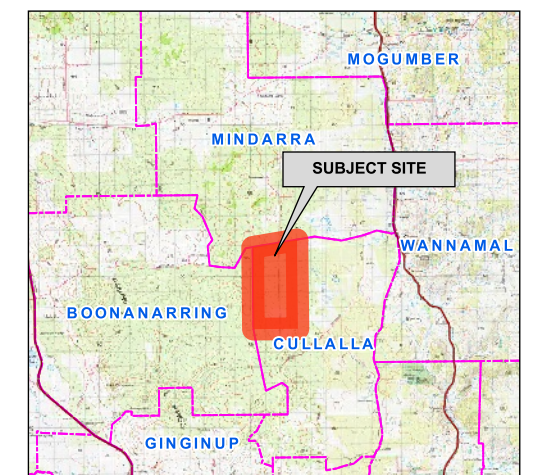 MOGUMBER
MINDARRA
SUBJECT SITE
WANNAMAL
BOONANARRING
CULLALLA
GINGINUP